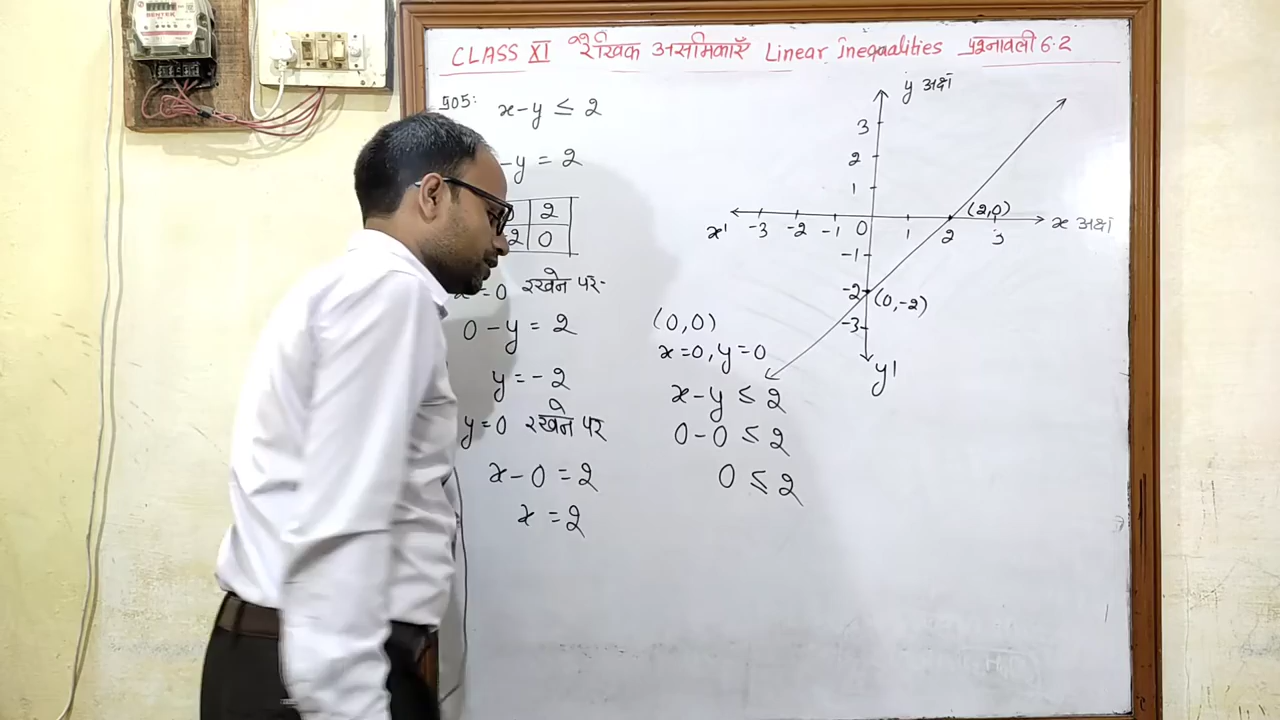 CLASS XI रैखिक असमिकाएँ Linear Inequalities प्रश्नावली 6.2
x-y ≤ 2
-y = 2
2
2 0
=0 रखने पर-
0-y = 2
y = -2
y=0 रखने पर
x-0 = 2
x = 2
(0,0)
x=0, y=0
x-y ≤ 2
0-0 ≤ 2
0 ≤ 2
y अक्ष
3
2
1
(2,0)
x' -3 -2 -1 0 1 2 3 x अक्ष
-1
-2 (0,-2)
-3
y'